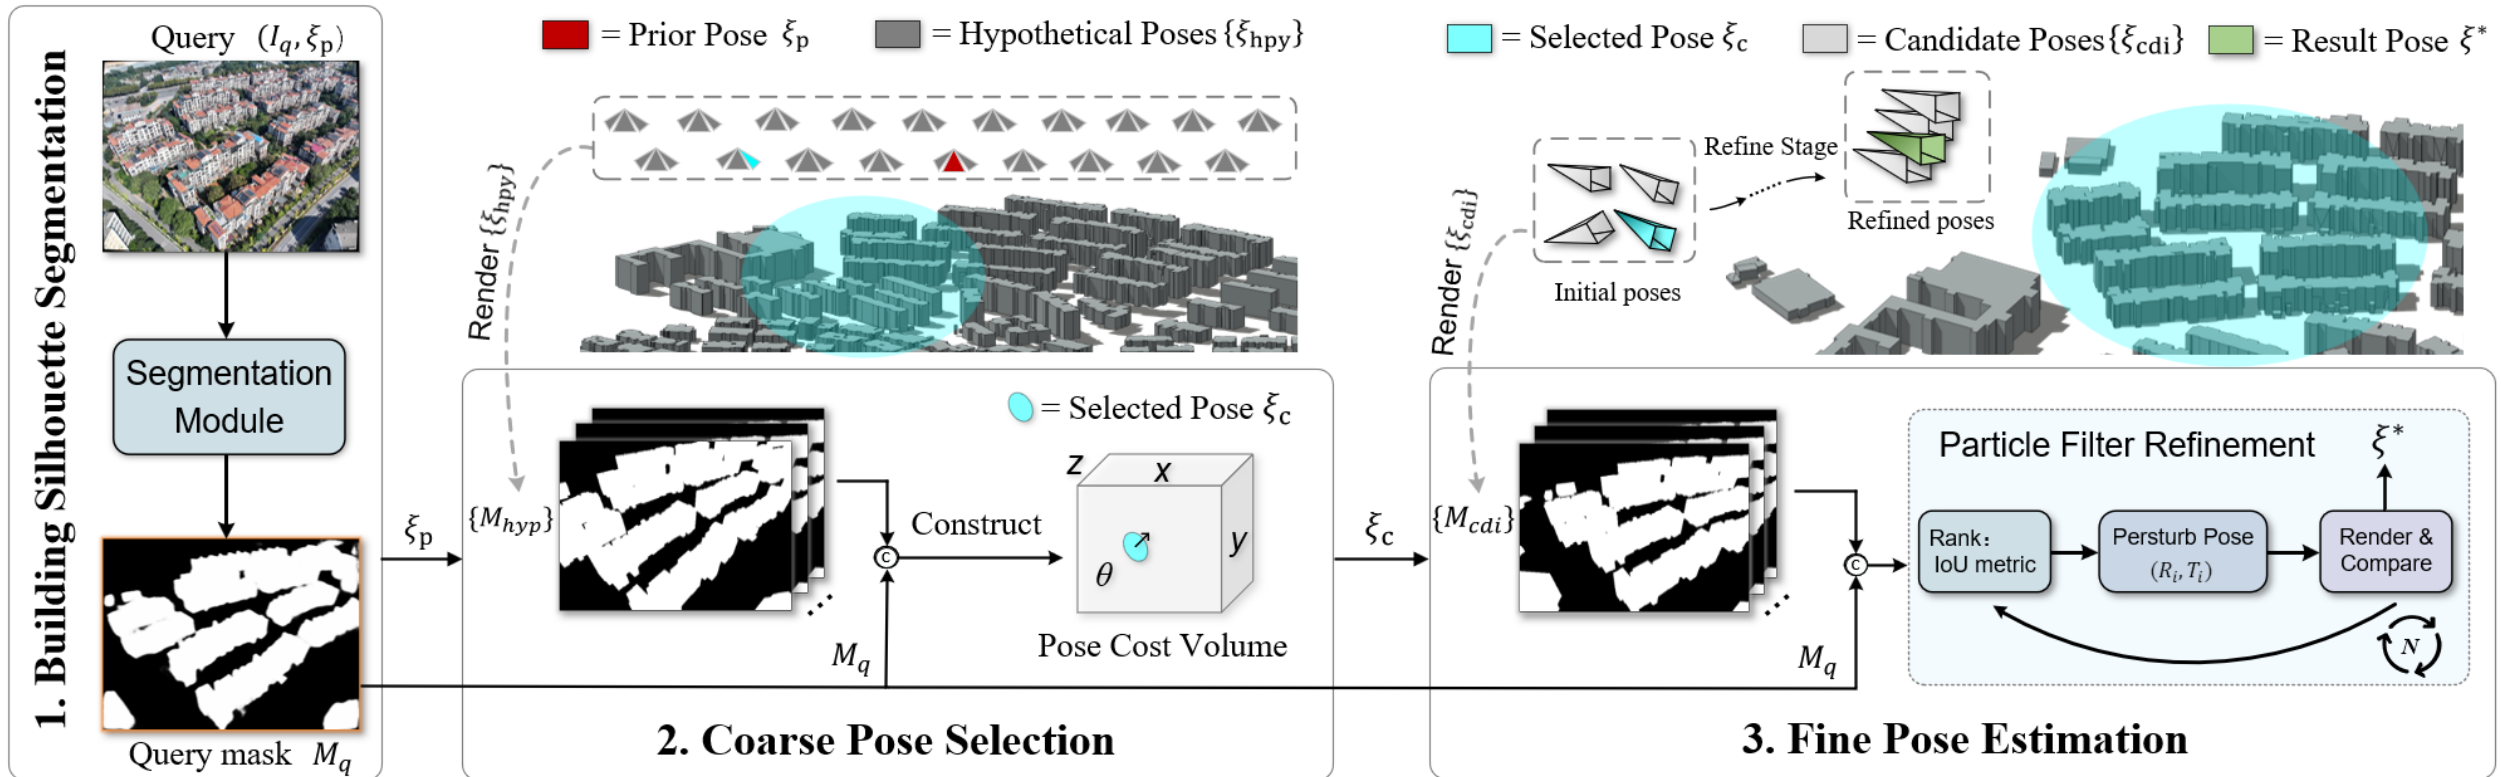 1. Building Silhouette Segmentation
Query (I_q, ξ_p)
Segmentation
Module
Query mask M_q
= Prior Pose ξ_p
= Hypothetical Poses {ξ_hpy}
Render {ξ_hpy}
ξ_p
{M_hyp}
= Selected Pose ξ_c
C
Construct
M_q
z
x
y
θ
Pose Cost Volume
2. Coarse Pose Selection
= Selected Pose ξ_c
= Candidate Poses {ξ_cdi}
= Result Pose ξ*
Refine Stage
Initial poses
Refined poses
Render {ξ_cdi}
ξ_c
{M_cdi}
C
M_q
Particle Filter Refinement
ξ*
Rank:
IoU metric
Persturb Pose
(R_i, T_i)
Render &
Compare
N
3. Fine Pose Estimation